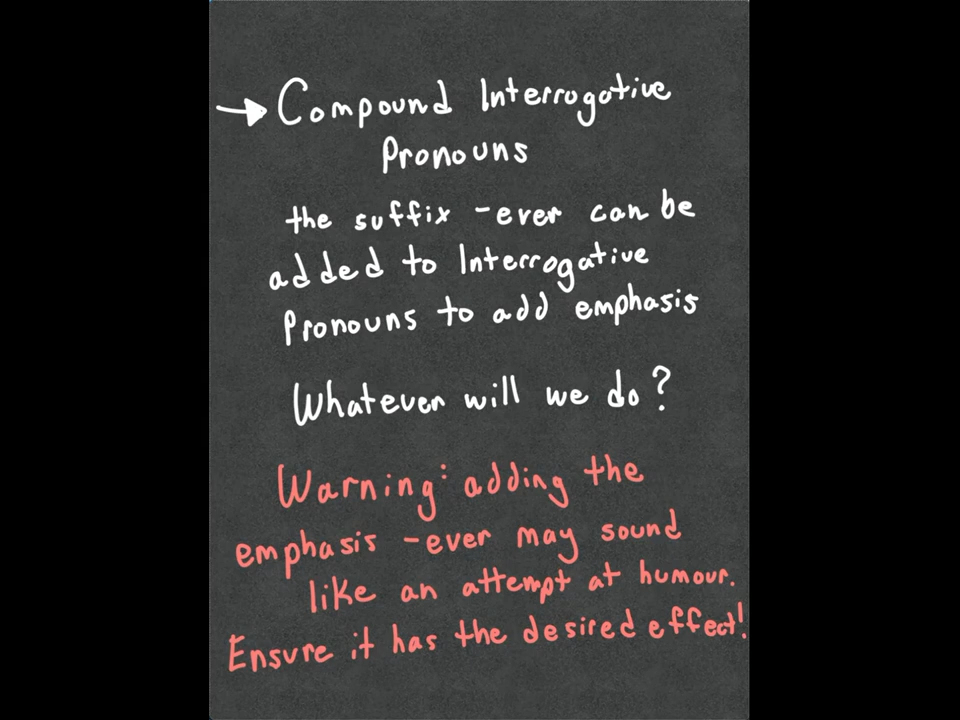 → Compound Interrogative
Pronouns
the suffix -ever can be
added to Interrogative
Pronouns to add emphasis
Whatever will we do?
Warning: adding the
emphasis -ever may sound
like an attempt at humour.
Ensure it has the desired effect!